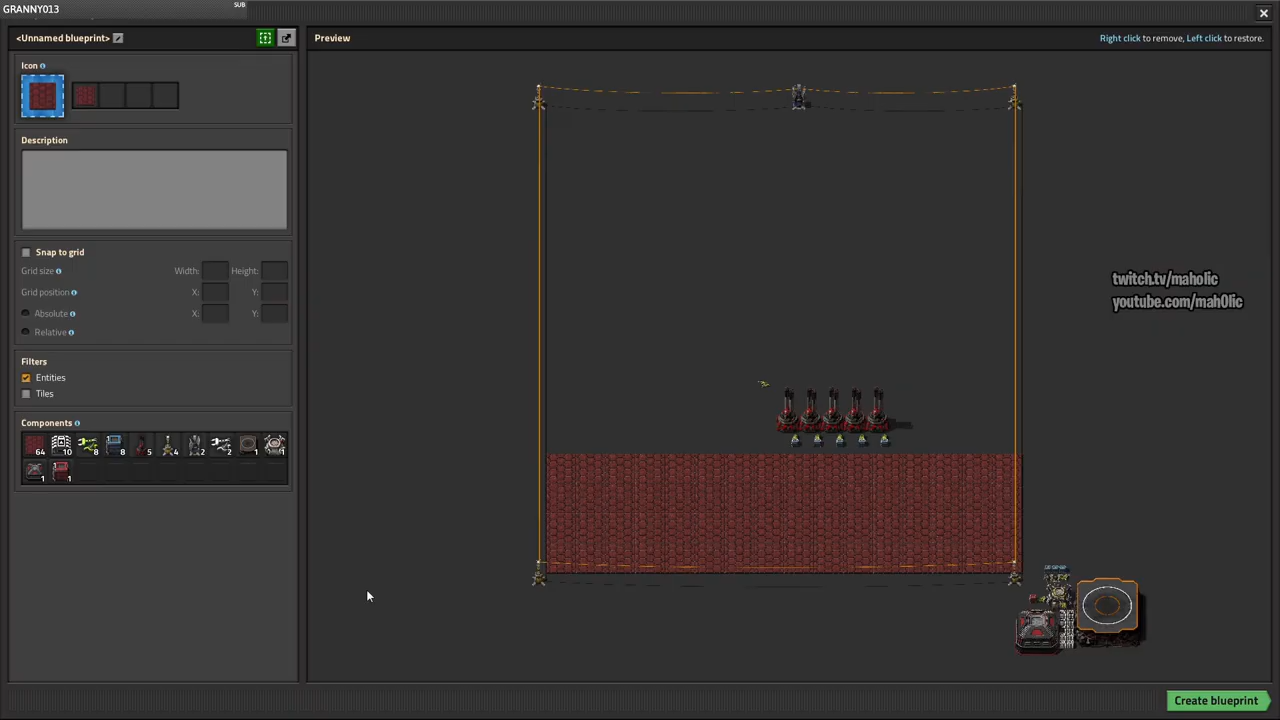 GRANNY013
SUB
<Unnamed blueprint>
Preview
Right click to remove, Left click to restore.
Icon
Description
Snap to grid
Grid size
Width:
Height:
Grid position
X:
Y:
Absolute
X:
Y:
Relative
Filters
Entities
Tiles
Components
64
10
8
8
5
4
2
2
1
1
1
1
twitch.tv/maholic
youtube.com/mah0lic
Create blueprint